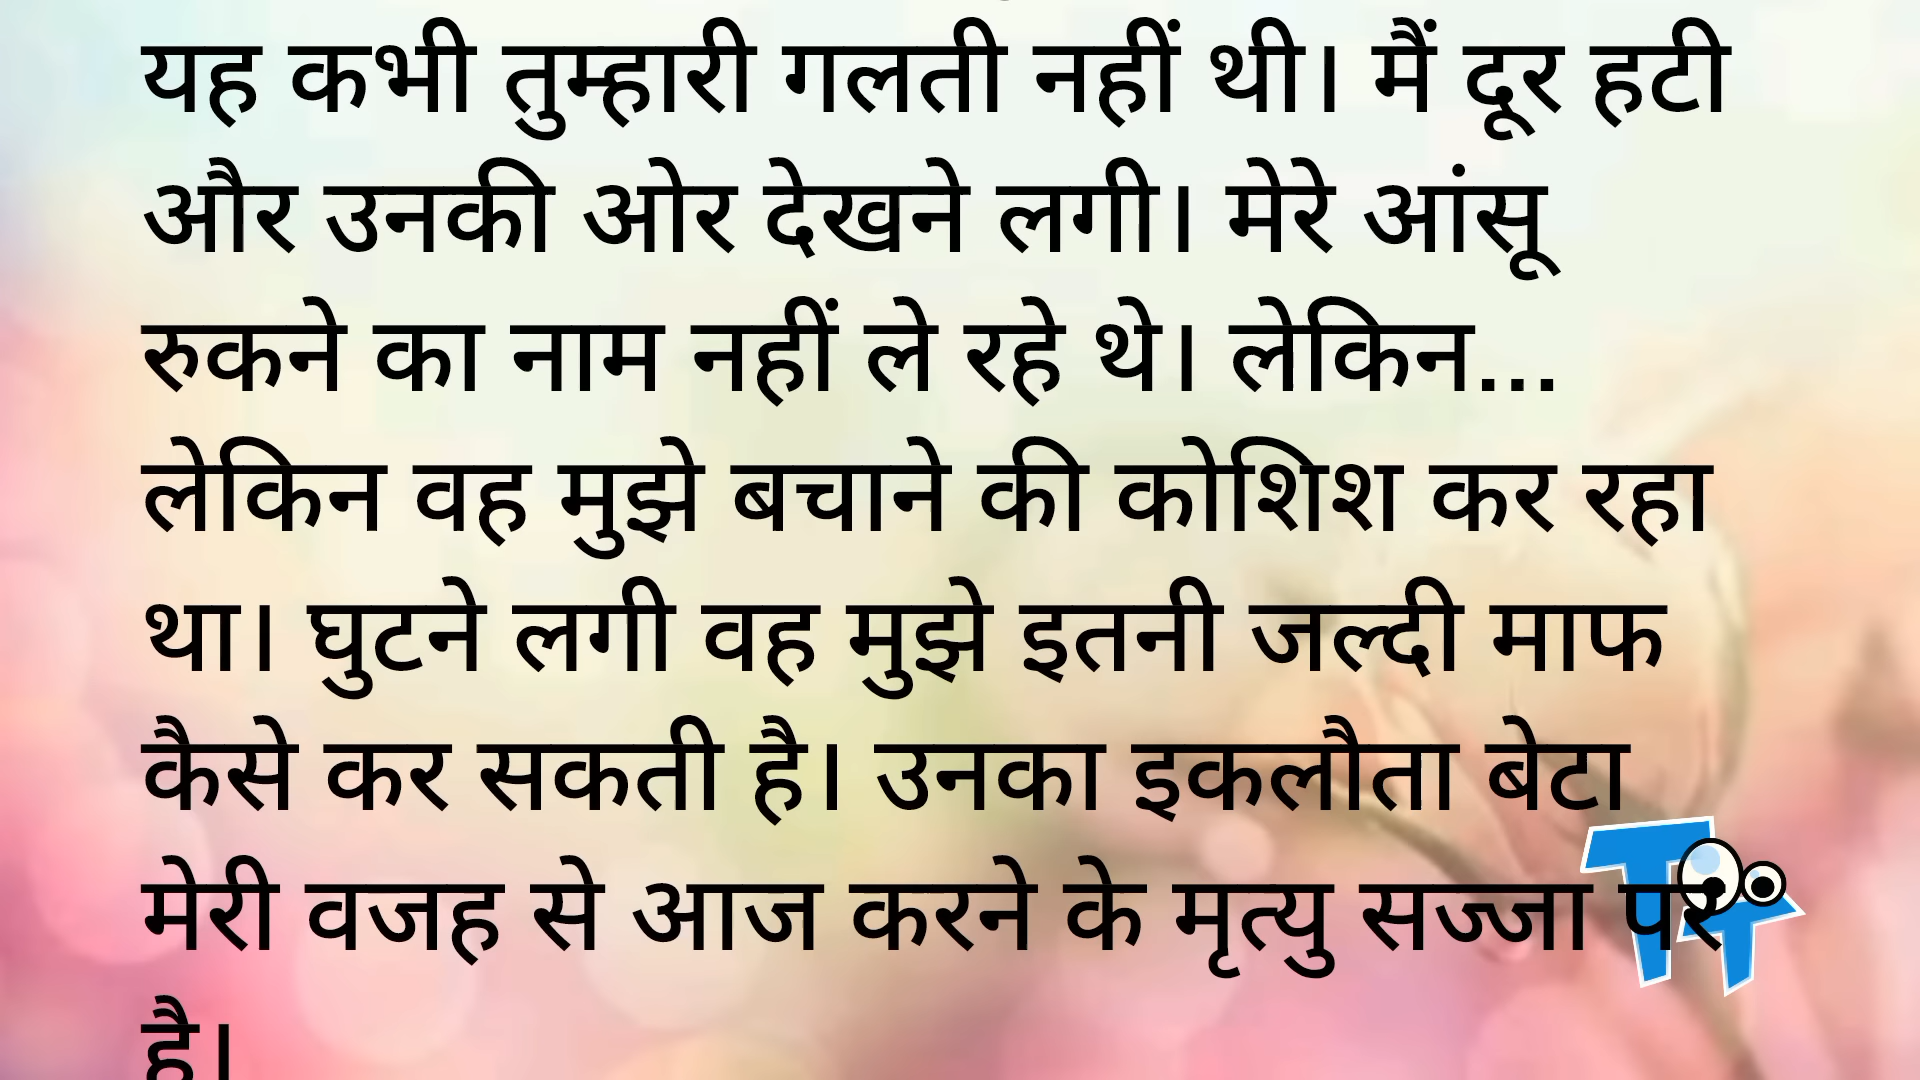 यह कभी तुम्हारी गलती नहीं थी। मैं दूर हटी
और उनकी ओर देखने लगी। मेरे आंसू
रुकने का नाम नहीं ले रहे थे। लेकिन...
लेकिन वह मुझे बचाने की कोशिश कर रहा
था। घुटने लगी वह मुझे इतनी जल्दी माफ
कैसे कर सकती है। उनका इकलौता बेटा
मेरी वजह से आज करने के मृत्यु सज्जा पर
है।